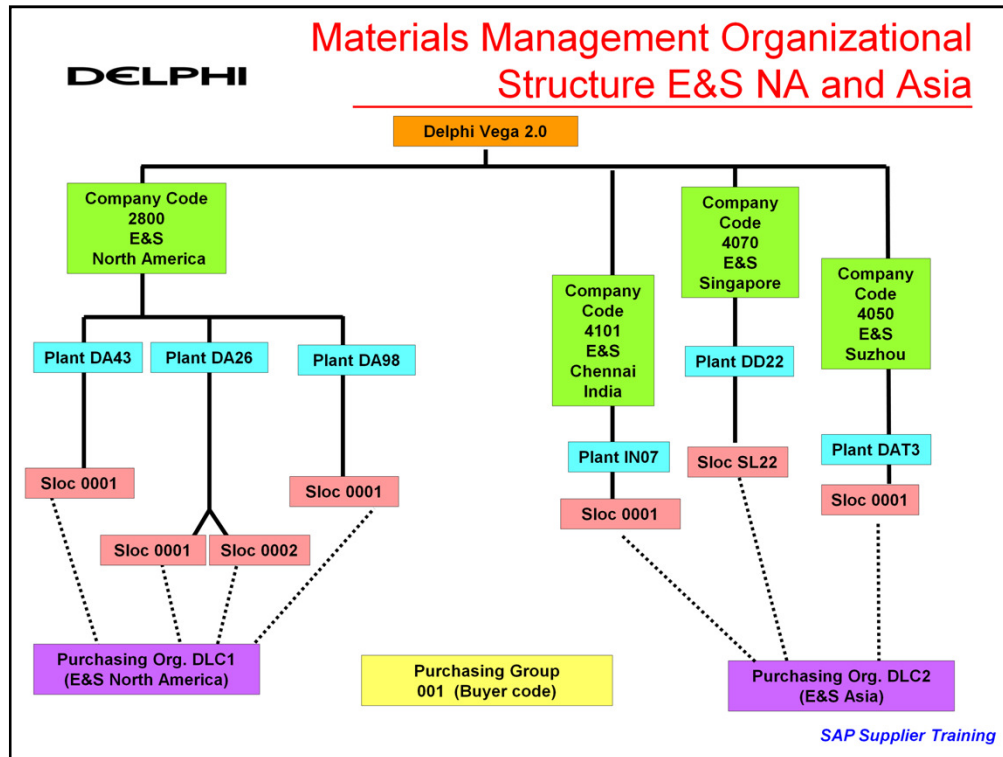 DELPHI
Materials Management Organizational
Structure E&S NA and Asia
Delphi Vega 2.0
Company Code
2800
E&S
North America
Company
Code
4101
E&S
Chennai
India
Company
Code
4070
E&S
Singapore
Company
Code
4050
E&S
Suzhou
Plant DA43
Plant DA26
Plant DA98
Plant IN07
Plant DD22
Plant DAT3
Sloc 0001
Sloc 0001
Sloc 0002
Sloc 0001
Sloc 0001
Sloc SL22
Sloc 0001
Purchasing Org. DLC1
(E&S North America)
Purchasing Group
001 (Buyer code)
Purchasing Org. DLC2
(E&S Asia)
SAP Supplier Training